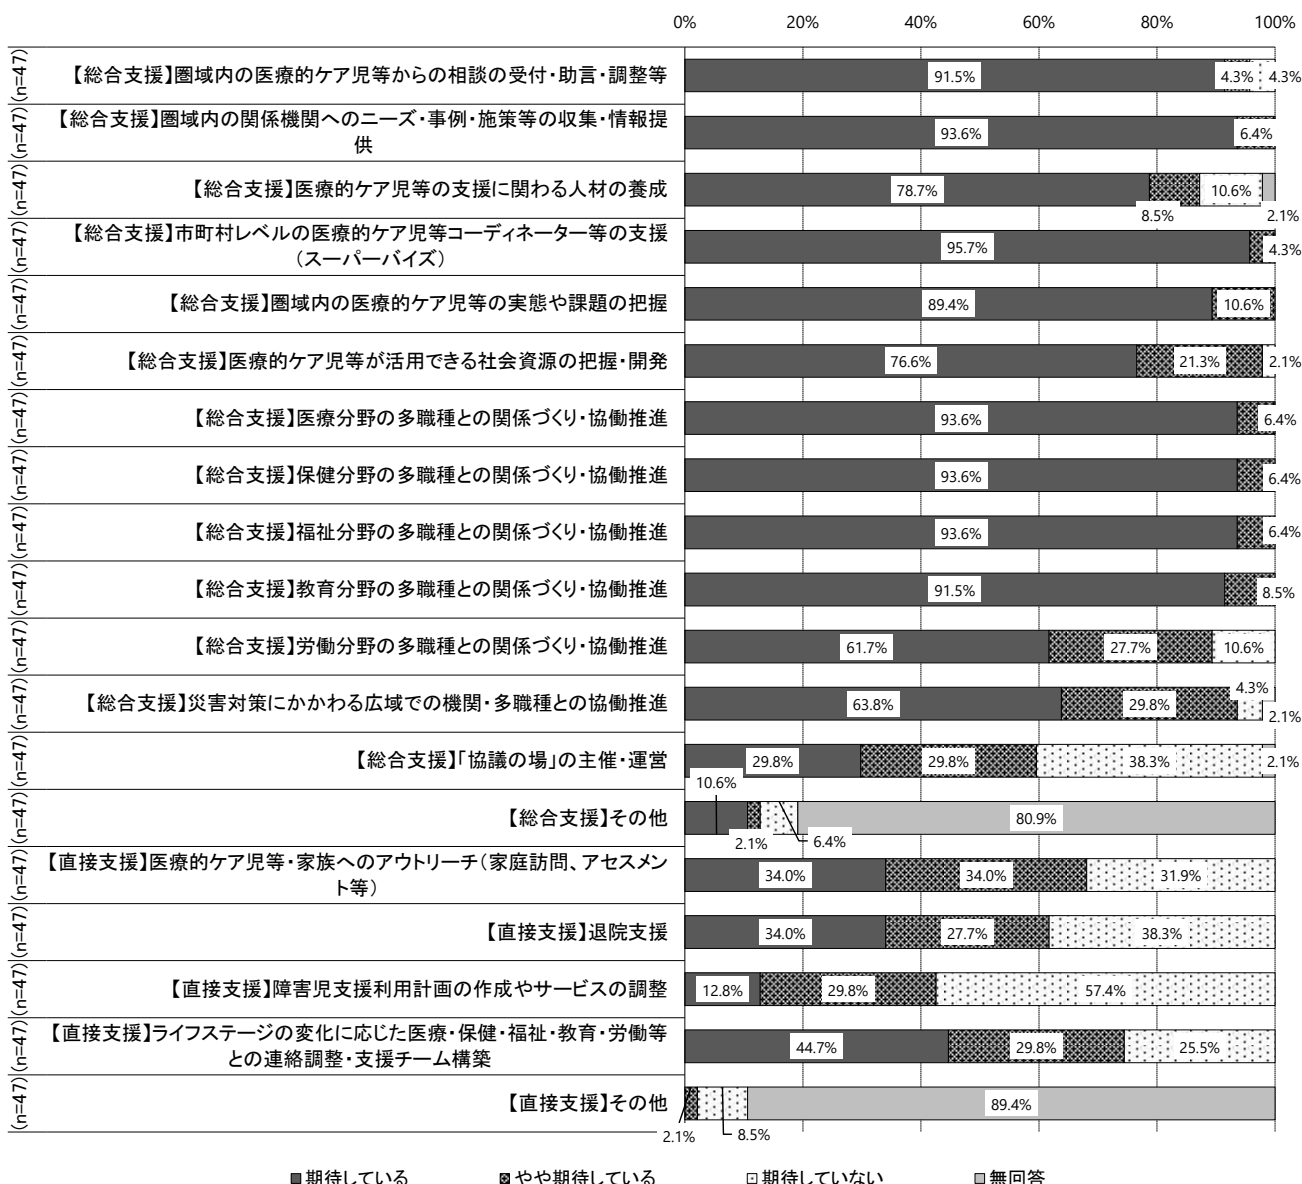 0% 20% 40% 60% 80% 100%
(n=47) 【総合支援】圏域内の医療的ケア児等からの相談の受付・助言・調整等 91.5% 4.3% 4.3%
(n=47) 【総合支援】圏域内の関係機関へのニーズ・事例・施策等の収集・情報提
供 93.6% 6.4%
(n=47) 【総合支援】医療的ケア児等の支援に関わる人材の養成 78.7% 8.5% 10.6% 2.1%
(n=47) 【総合支援】市町村レベルの医療的ケア児等コーディネーター等の支援
（スーパーバイズ） 95.7% 4.3%
(n=47) 【総合支援】圏域内の医療的ケア児等の実態や課題の把握 89.4% 10.6%
(n=47) 【総合支援】医療的ケア児等が活用できる社会資源の把握・開発 76.6% 21.3% 2.1%
(n=47) 【総合支援】医療分野の多職種との関係づくり・協働推進 93.6% 6.4%
(n=47) 【総合支援】保健分野の多職種との関係づくり・協働推進 93.6% 6.4%
(n=47) 【総合支援】福祉分野の多職種との関係づくり・協働推進 93.6% 6.4%
(n=47) 【総合支援】教育分野の多職種との関係づくり・協働推進 91.5% 8.5%
(n=47) 【総合支援】労働分野の多職種との関係づくり・協働推進 61.7% 27.7% 10.6%
(n=47) 【総合支援】災害対策にかかわる広域での機関・多職種との協働推進 63.8% 29.8% 4.3% 2.1%
(n=47) 【総合支援】「協議の場」の主催・運営 29.8% 29.8% 38.3% 2.1%
(n=47) 【総合支援】その他 10.6% 2.1% 6.4% 80.9%
(n=47) 【直接支援】医療的ケア児等・家族へのアウトリーチ（家庭訪問、アセスメン
ト等） 34.0% 34.0% 31.9%
(n=47) 【直接支援】退院支援 34.0% 27.7% 38.3%
(n=47) 【直接支援】障害児支援利用計画の作成やサービスの調整 12.8% 29.8% 57.4%
(n=47) 【直接支援】ライフステージの変化に応じた医療・保健・福祉・教育・労働等
との連絡調整・支援チーム構築 44.7% 29.8% 25.5%
(n=47) 【直接支援】その他 2.1% 8.5% 89.4%
期待している やや期待している 期待していない 無回答